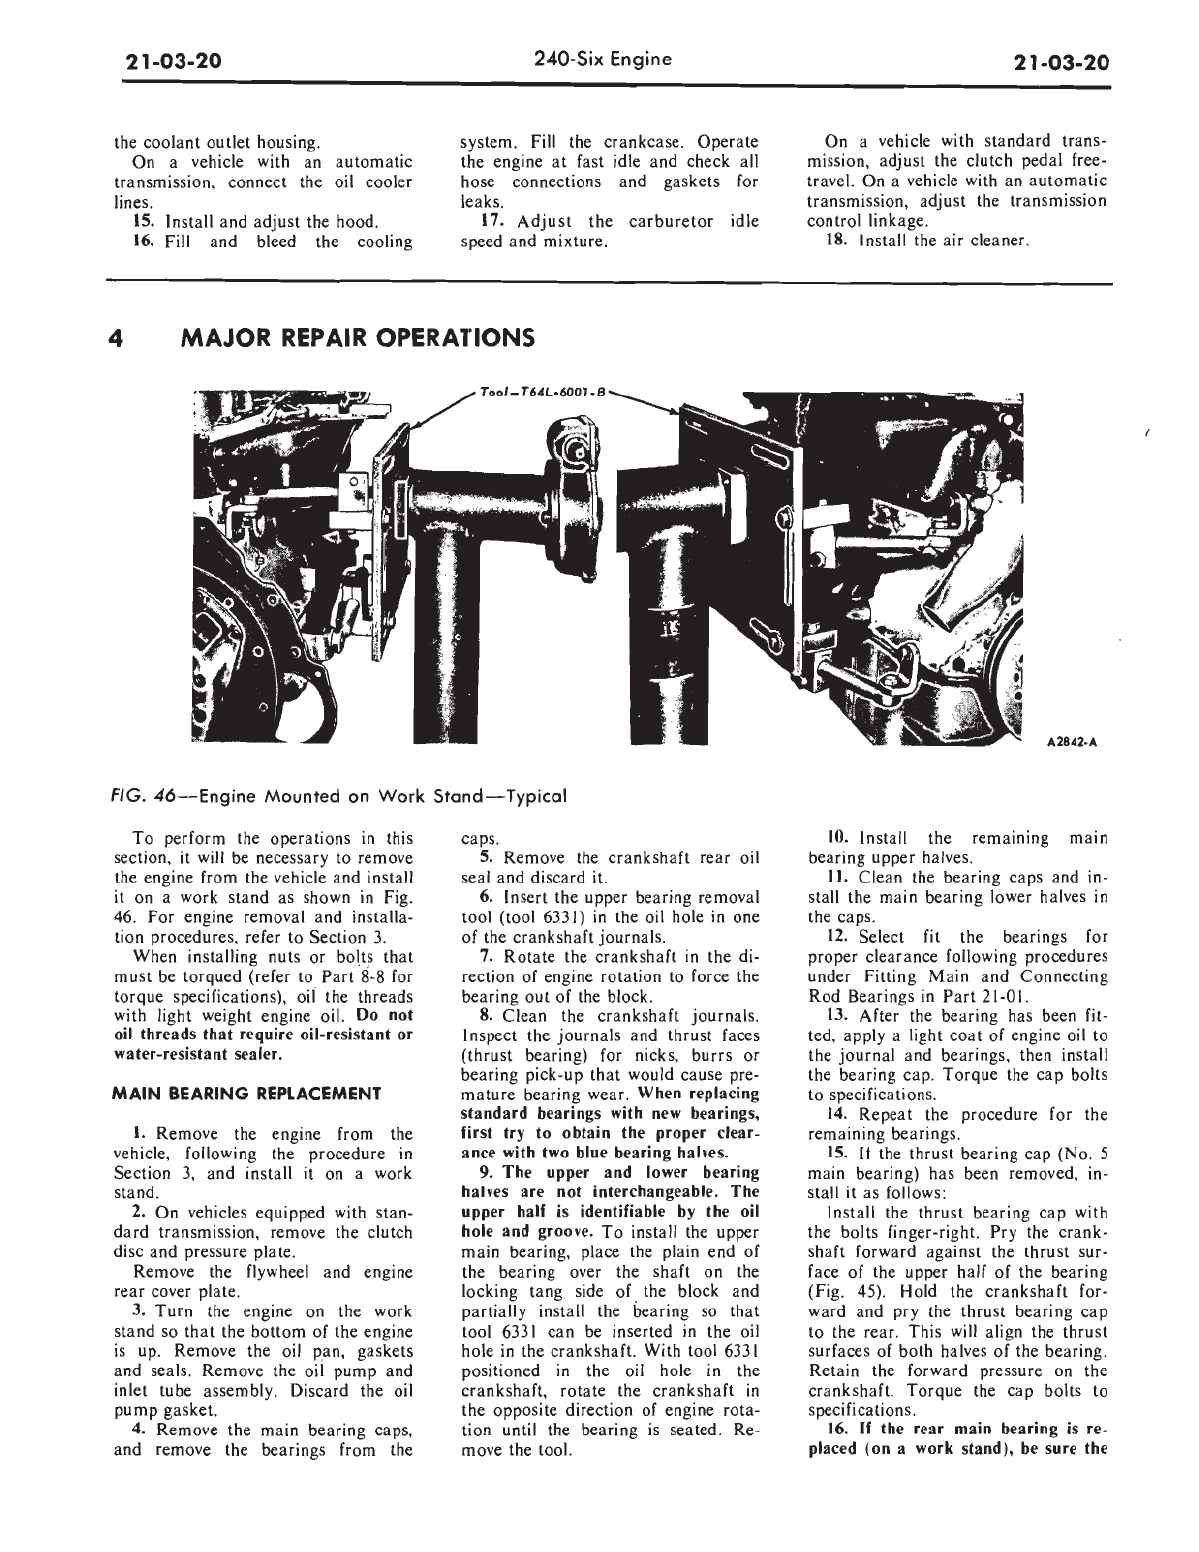 21-03-20
240-Six Engine
21-03-20
the coolant outlet housing.
On a vehicle with an automatic
transmission, connect the oil cooler
lines.
15. Install and adjust the hood.
16. Fill and bleed the cooling
system. Fill the crankcase. Operate
the engine at fast idle and check all
hose connections and gaskets for
leaks.
17. Adjust the carburetor idle
speed and mixture.
On a vehicle with standard trans-
mission, adjust the clutch pedal free-
travel. On a vehicle with an automatic
transmission, adjust the transmission
control linkage.
18. Install the air cleaner.
4 MAJOR REPAIR OPERATIONS
Tool-T64L-6001-B
A2842-A
FIG. 46—Engine Mounted on Work Stand—Typical
To perform the operations in this
section, it will be necessary to remove
the engine from the vehicle and install
it on a work stand as shown in Fig.
46. For engine removal and installa-
tion procedures, refer to Section 3.
When installing nuts or bolts that
must be torqued (refer to Part 8-8 for
torque specifications), oil the threads
with light weight engine oil. Do not
oil threads that require oil-resistant or
water-resistant sealer.
MAIN BEARING REPLACEMENT
1. Remove the engine from the
vehicle, following the procedure in
Section 3, and install it on a work
stand.
2. On vehicles equipped with stan-
dard transmission, remove the clutch
disc and pressure plate.
Remove the flywheel and engine
rear cover plate.
3. Turn the engine on the work
stand so that the bottom of the engine
is up. Remove the oil pan, gaskets
and seals. Remove the oil pump and
inlet tube assembly. Discard the oil
pump gasket.
4. Remove the main bearing caps,
and remove the bearings from the
caps.
5. Remove the crankshaft rear oil
seal and discard it.
6. Insert the upper bearing removal
tool (tool 6331) in the oil hole in one
of the crankshaft journals.
7. Rotate the crankshaft in the di-
rection of engine rotation to force the
bearing out of the block.
8. Clean the crankshaft journals.
Inspect the journals and thrust faces
(thrust bearing) for nicks, burrs or
bearing pick-up that would cause pre-
mature bearing wear. When replacing
standard bearings with new bearings,
first try to obtain the proper clear-
ance with two blue bearing halves.
9. The upper and lower bearing
halves are not interchangeable. The
upper half is identifiable by the oil
hole and groove. To install the upper
main bearing, place the plain end of
the bearing over the shaft on the
locking tang side of the block and
partially install the bearing so that
tool 6331 can be inserted in the oil
hole in the crankshaft. With tool 6331
positioned in the oil hole in the
crankshaft, rotate the crankshaft in
the opposite direction of engine rota-
tion until the bearing is seated. Re-
move the tool.
10. Install the remaining main
bearing upper halves.
11. Clean the bearing caps and in-
stall the main bearing lower halves in
the caps.
12. Select fit the bearings for
proper clearance following procedures
under Fitting Main and Connecting
Rod Bearings in Part 21-01.
13. After the bearing has been fit-
ted, apply a light coat of engine oil to
the journal and bearings, then install
the bearing cap. Torque the cap bolts
to specifications.
14. Repeat the procedure for the
remaining bearings.
15. If the thrust bearing cap (No. 5
main bearing) has been removed, in-
stall it as follows:
Install the thrust bearing cap with
the bolts finger-right. Pry the crank-
shaft forward against the thrust sur-
face of the upper half of the bearing
(Fig. 45). Hold the crankshaft for-
ward and pry the thrust bearing cap
to the rear. This will align the thrust
surfaces of both halves of the bearing.
Retain the forward pressure on the
crankshaft. Torque the cap bolts to
specifications.
16. If the rear main bearing is re-
placed (on a work stand), be sure the